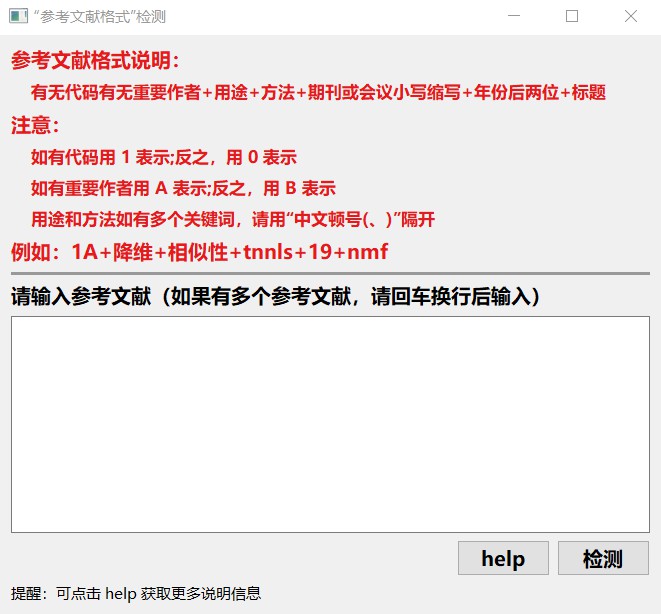 “参考文献格式”检测
参考文献格式说明：
有无代码有无重要作者+用途+方法+期刊或会议小写缩写+年份后两位+标题
注意：
如有代码用 1 表示;反之，用 0 表示
如有重要作者用 A 表示;反之，用 B 表示
用途和方法如有多个关键词，请用“中文顿号(、)”隔开
例如：1A+降维+相似性+tnnls+19+nmf
请输入参考文献（如果有多个参考文献，请回车换行后输入）
help
检测
提醒：可点击 help 获取更多说明信息